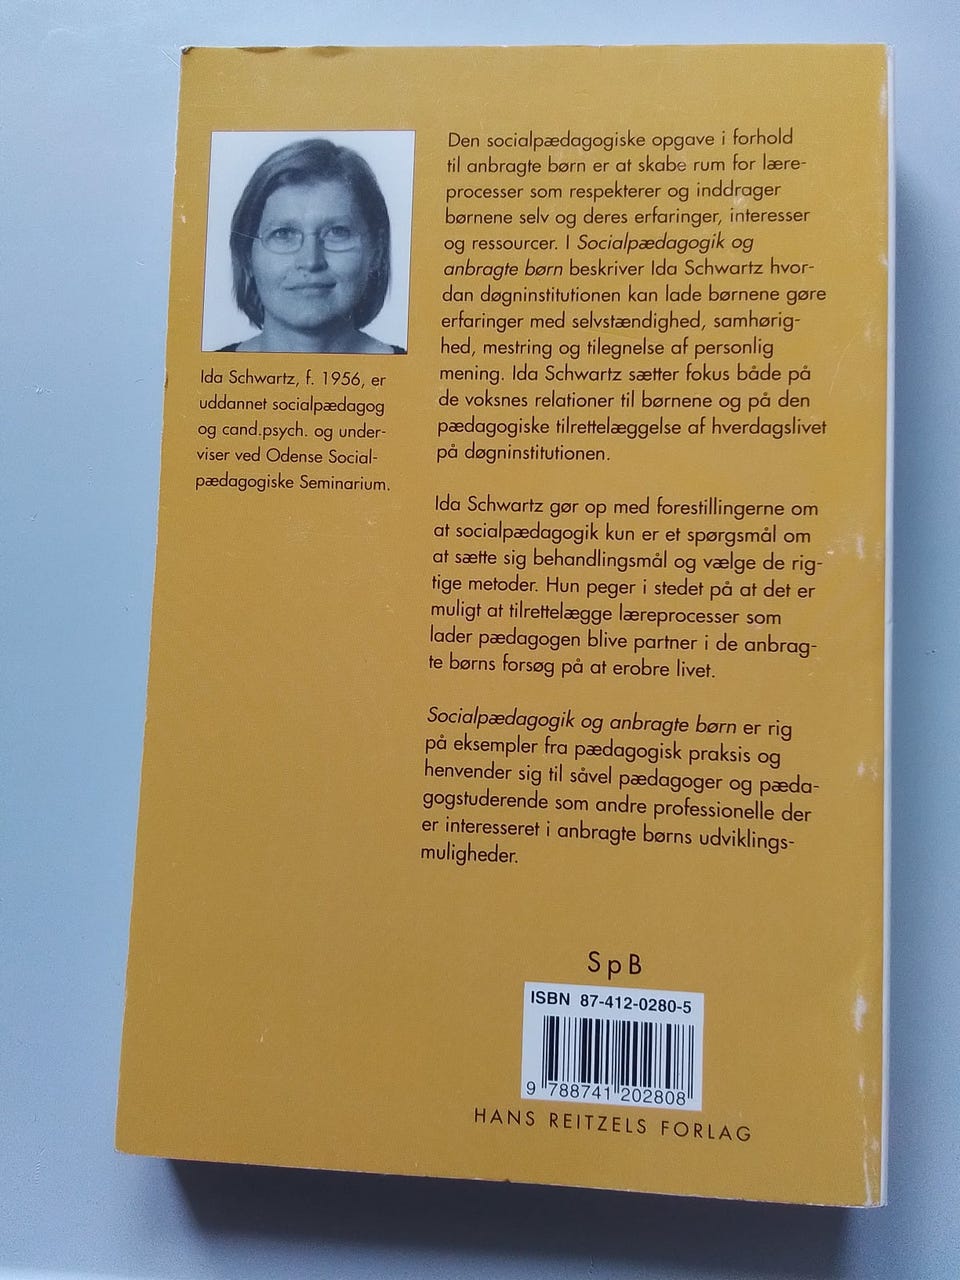 Ida Schwartz, f. 1956, er
uddannet socialpædagog
og cand.psych. og under-
viser ved Odense Social-
pædagogiske Seminarium.
Den socialpædagogiske opgave i forhold
til anbragte børn er at skabe rum for lære-
processer som respekterer og inddrager
børnene selv og deres erfaringer, interesser
og ressourcer. I Socialpædagogik og
anbragte børn beskriver Ida Schwartz hvor-
dan døgninstitutionen kan lade børnene gøre
erfaringer med selvstændighed, samhørig-
hed, mestring og tilegnelse af personlig
mening. Ida Schwartz sætter fokus både på
de voksnes relationer til børnene og på den
pædagogiske tilrettelæggelse af hverdagslivet
på døgninstitutionen.
Ida Schwartz gør op med forestillingerne om
at socialpædagogik kun er et spørgsmål om
at sætte sig behandlingsmål og vælge de rig-
tige metoder. Hun peger i stedet på at det er
muligt at tilrettelægge læreprocesser som
lader pædagogen blive partner i de anbrag-
te børns forsøg på at erobre livet.
Socialpædagogik og anbragte børn er rig
på eksempler fra pædagogisk praksis og
henvender sig til såvel pædagoger og pæda-
gogstuderende som andre professionelle der
er interesseret i anbragte børns udviklings-
muligheder.
SpB
ISBN 87-412-0280-5
9 788741 202808
HANS REITZELS FORLAG